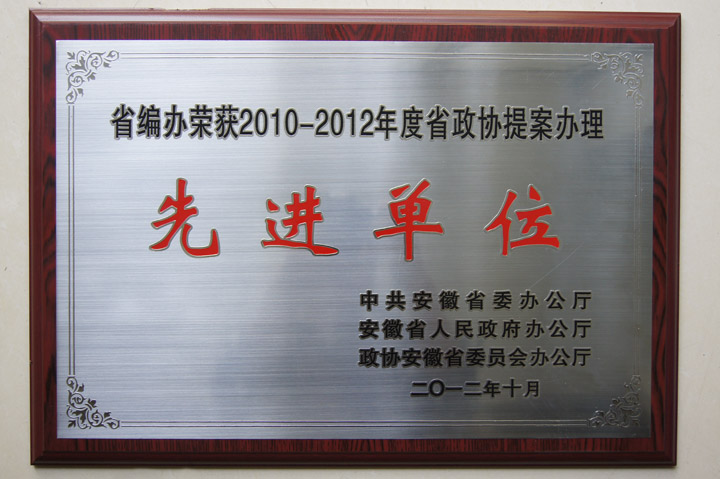 省编办荣获2010-2012年度省政协提案办理
先进单位
中共安徽省委办公厅
安徽省人民政府办公厅
政协安徽省委员会办公厅
二〇一二年十月